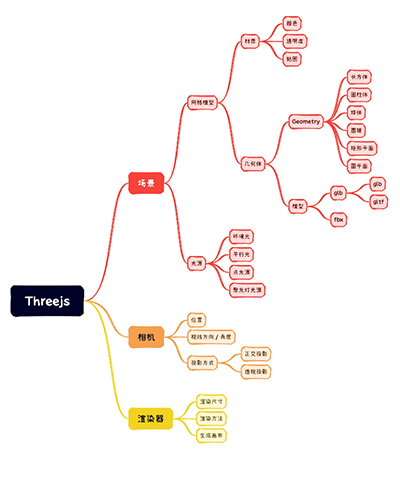 Threejs
场景
网格模型
材质
颜色
透明度
贴图
几何体
Geometry
长方体
圆柱体
球体
圆锥
矩形平面
圆平面
模型
glb
glb
gltf
fbx
光源
环境光
平行光
点光源
聚光灯光源
相机
位置
视线方向 / 角度
投影方式
正交投影
透视投影
渲染器
渲染尺寸
渲染方法
生成画布